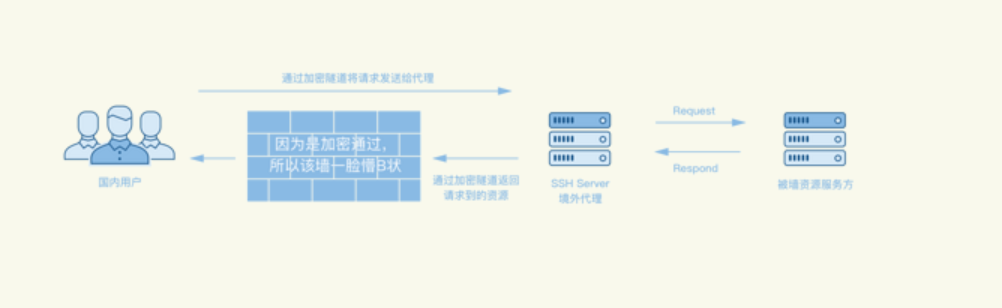 通过加密隧道将请求发送给代理
因为是加密通过，
所以该墙一脸懵B状
国内用户
通过加密隧道返回
请求到的资源
SSH Server
境外代理
Request
Respond
被墙资源服务方